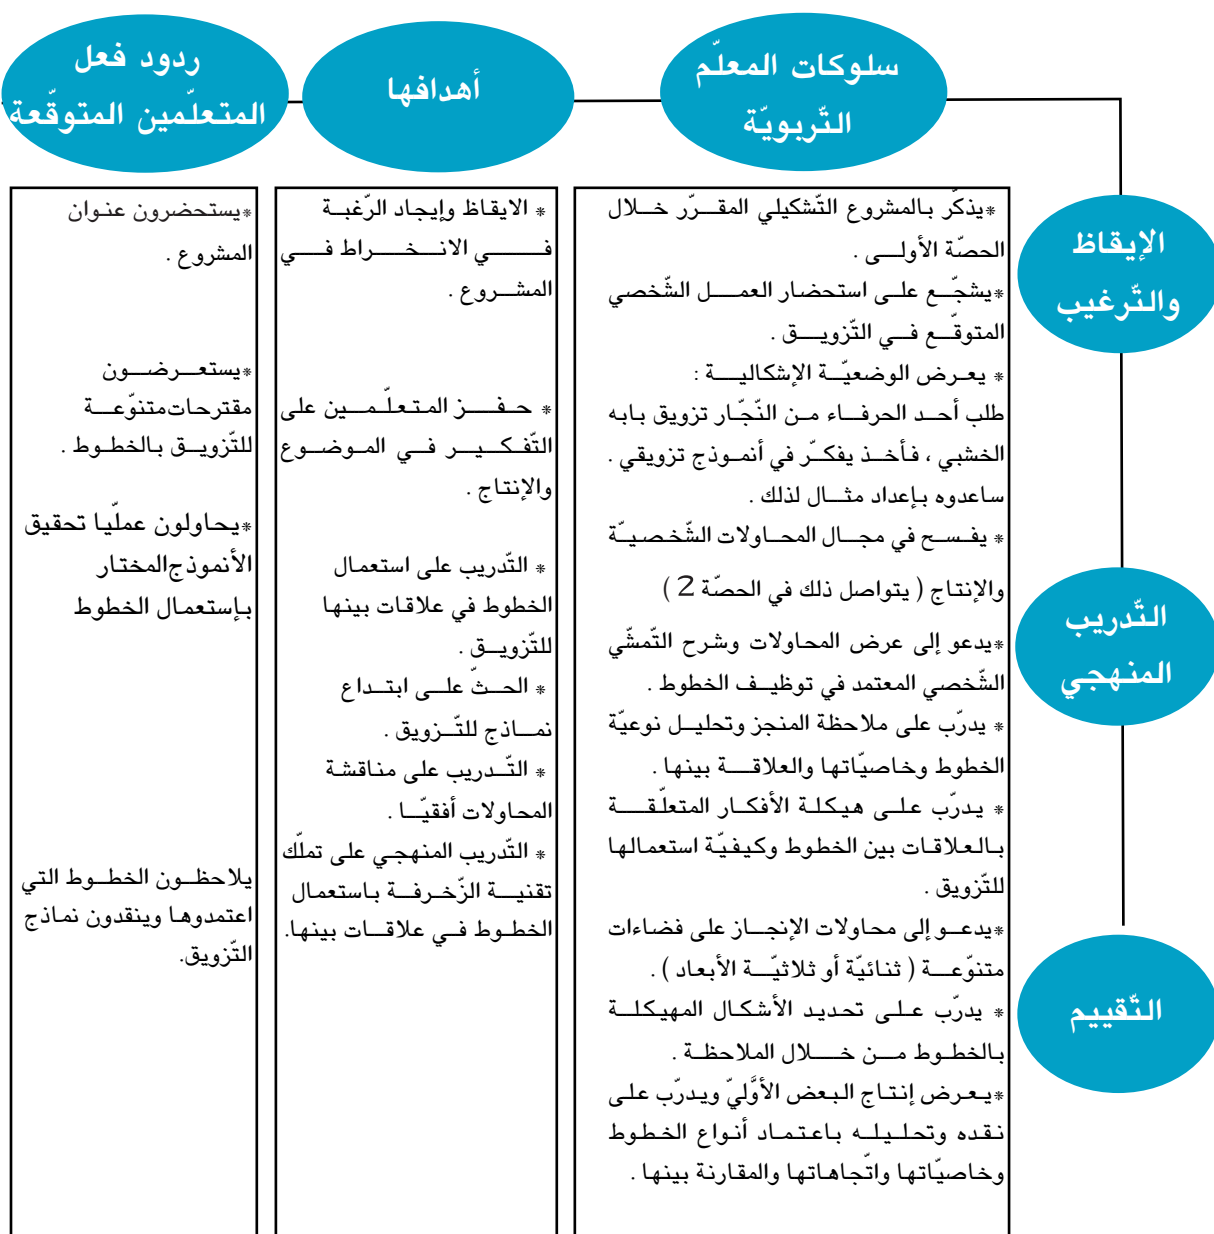 سلوكات المعلّم
التّربويّة
أهدافها
ردود فعل
المتعلّمين المتوقّعة
الإيقاظ
والتّرغيب
*يذكّر بالمشروع التّشكيلي المقرّر خلال
الحصّة الأولى .
*يشجّع على استحضار العمل الشّخصي
المتوقّع في التّزويق .
* يعرض الوضعيّة الإشكالية :
طلب أحد الحرفاء من النّجّار تزويق بابه
الخشبي ، فأخذ يفكّر في أنموذج تزويقي .
ساعدوه بإعداد مثال لذلك .
* يفسح في مجال المحاولات الشّخصيّة
والإنتاج ( يتواصل ذلك في الحصّة 2 )
*يدعو إلى عرض المحاولات وشرح التّمشّي
الشّخصي المعتمد في توظيف الخطوط .
* يدرّب على ملاحظة المنجز وتحليل نوعيّة
الخطوط وخاصيّاتها والعلاقة بينها .
* يدرّب على هيكلة الأفكار المتعلّقة
بالعلاقات بين الخطوط وكيفيّة استعمالها
للتّزويق .
*يدعو إلى محاولات الإنجاز على فضاءات
متنوّعة ( ثنائيّة أو ثلاثيّة الأبعاد ) .
* يدرّب على تحديد الأشكال المهيكلة
بالخطوط من خلال الملاحظة .
*يعرض إنتاج البعض الأوَّليّ ويدرّب على
نقده وتحليله باعتماد أنواع الخطوط
وخاصيّاتها واتّجاهاتها والمقارنة بينها .
* الايقاظ وإيجاد الرّغبة
في الانخراط في
المشروع .
* حفز المتعلّمين على
التّفكير في الموضوع
والإنتاج .
* التّدريب على استعمال
الخطوط في علاقات بينها
للتّزويق .
* الحثّ على ابتداع
نماذج للتّزويق .
* التّدريب على مناقشة
المحاولات أفقيّا .
* التّدريب المنهجي على تملّك
تقنية الزّخرفة باستعمال
الخطوط في علاقات بينها.
*يستحضرون عنوان
المشروع .
*يستعرضون
مقترحات متنوّعة
للتّزويق بالخطوط .
*يحاولون عمليّا تحقيق
الأنموذج المختار
بإستعمال الخطوط
يلاحظون الخطوط التي
اعتمدوها وينقدون نماذج
التّزويق.
التّدريب
المنهجي
التّقييم